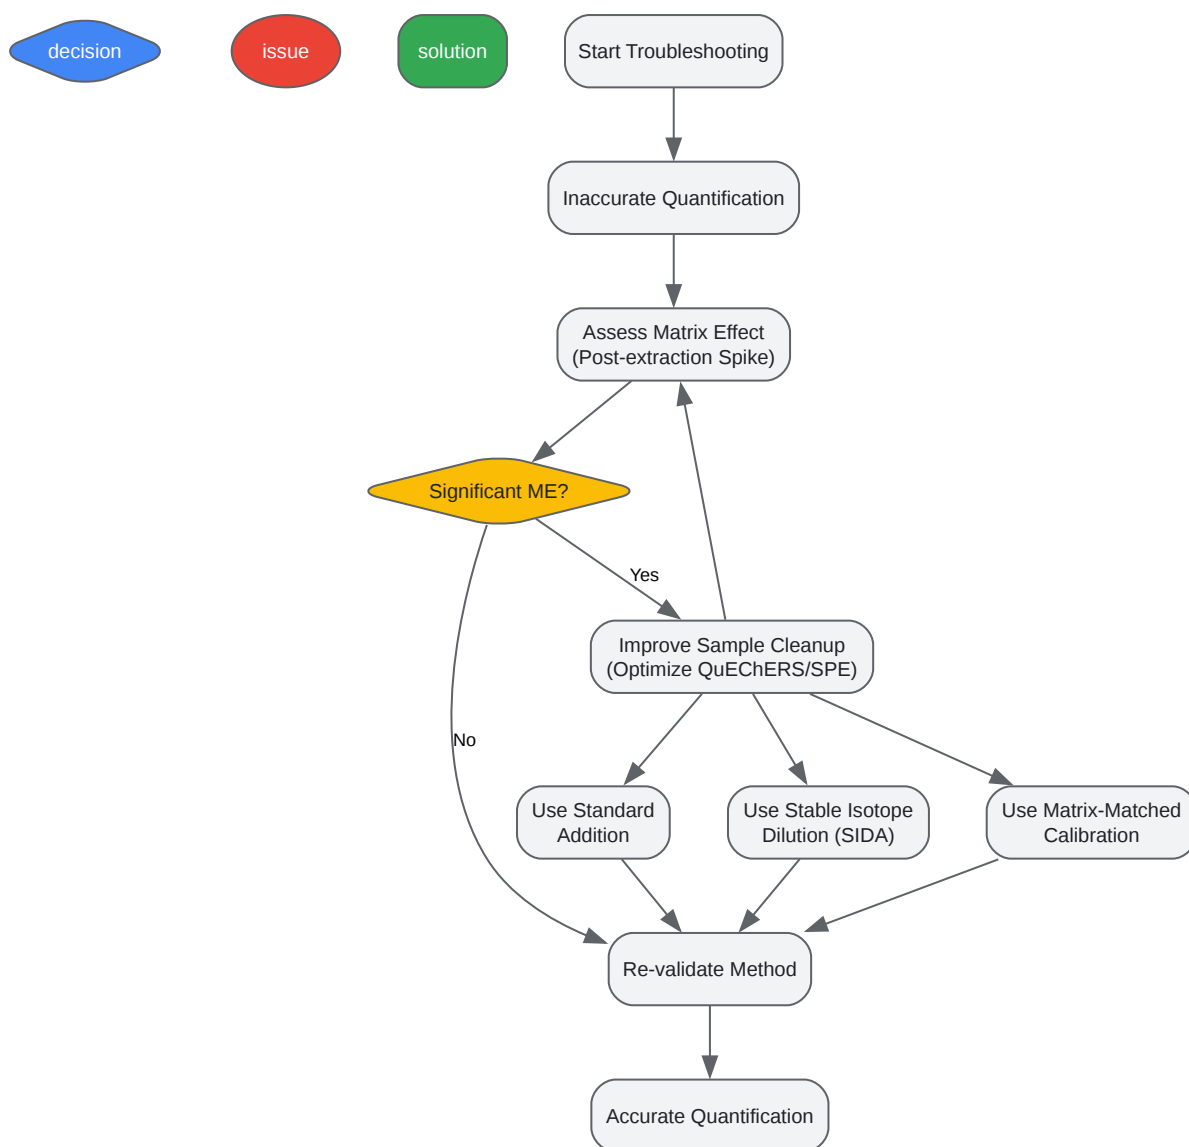 decision
issue
solution
Start Troubleshooting
Inaccurate Quantification
Assess Matrix Effect
(Post-extraction Spike)
Significant ME?
Yes
Improve Sample Cleanup
(Optimize QuEChERS/SPE)
No
Use Standard
Addition
Use Stable Isotope
Dilution (SIDA)
Use Matrix-Matched
Calibration
Re-validate Method
Accurate Quantification